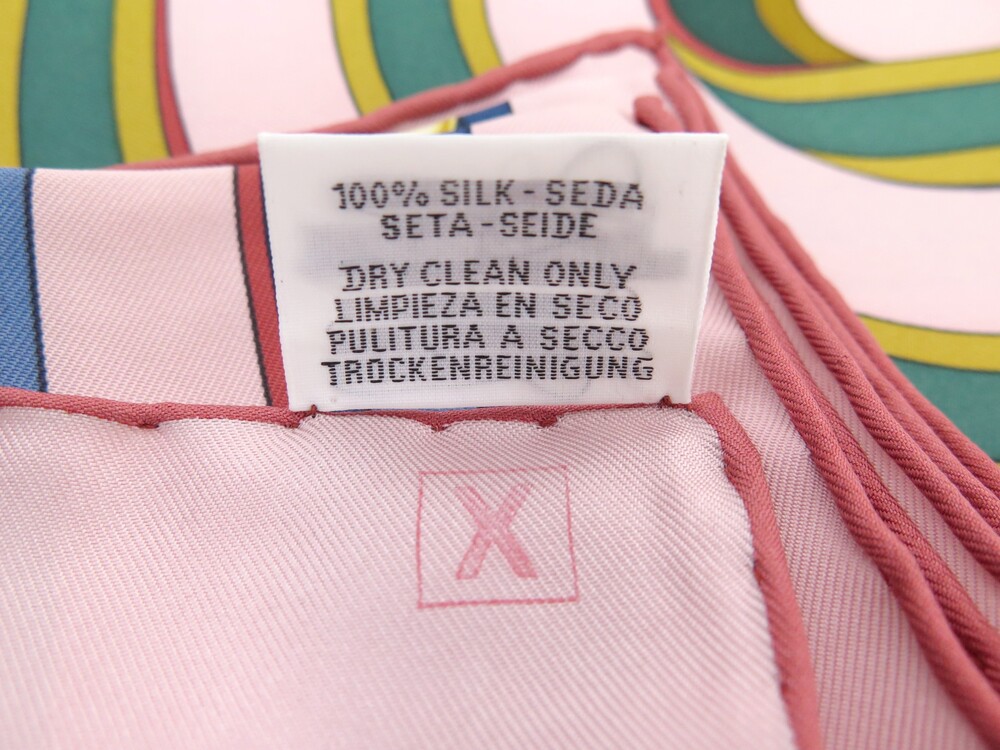 100% SILK - SEDA
SETA - SEIDE
DRY CLEAN ONLY
LIMPIEZA EN SECO
PULITURA A SECCO
TROCKENREINIGUNG
X